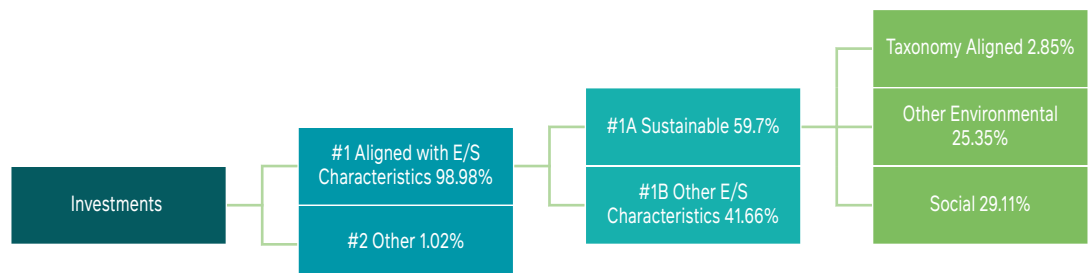 Investments
#1 Aligned with E/S
Characteristics 98.98%
#2 Other 1.02%
#1A Sustainable 59.7%
#1B Other E/S
Characteristics 41.66%
Taxonomy Aligned 2.85%
Other Environmental
25.35%
Social 29.11%